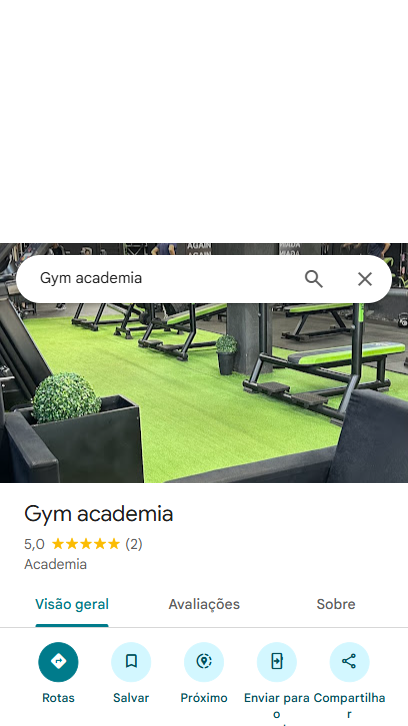 AGAIN
Gym academia
Gym academia
5,0 ★★★★★ (2)
Academia
Visão geral Avaliações Sobre
Rotas Salvar Próximo Enviar para o Compartilhar